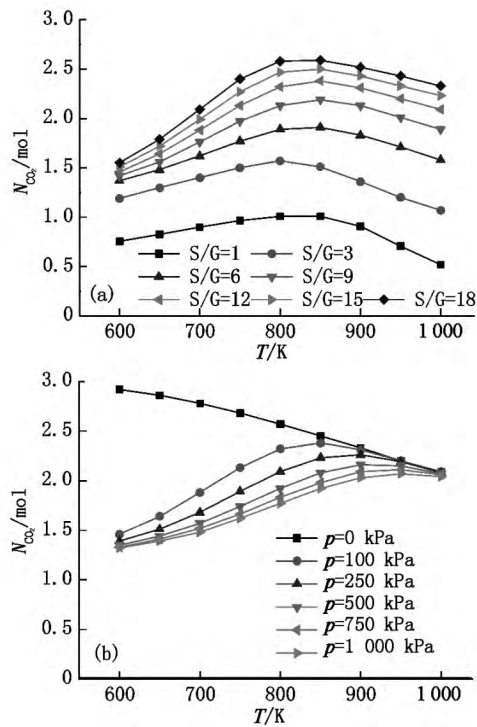 3.0
2.5
2.0
1.5
1.0
0.5
0
N_CO₂/mol
S/G=1 S/G=3
S/G=6 S/G=9
S/G=12 S/G=15 S/G=18
(a)
600 700 800 900 1 000
T/K
3.0
2.5
2.0
1.5
1.0
0.5
0
N_CO₂/mol
p=0 kPa
p=100 kPa
p=250 kPa
p=500 kPa
p=750 kPa
p=1 000 kPa
(b)
600 700 800 900 1 000
T/K